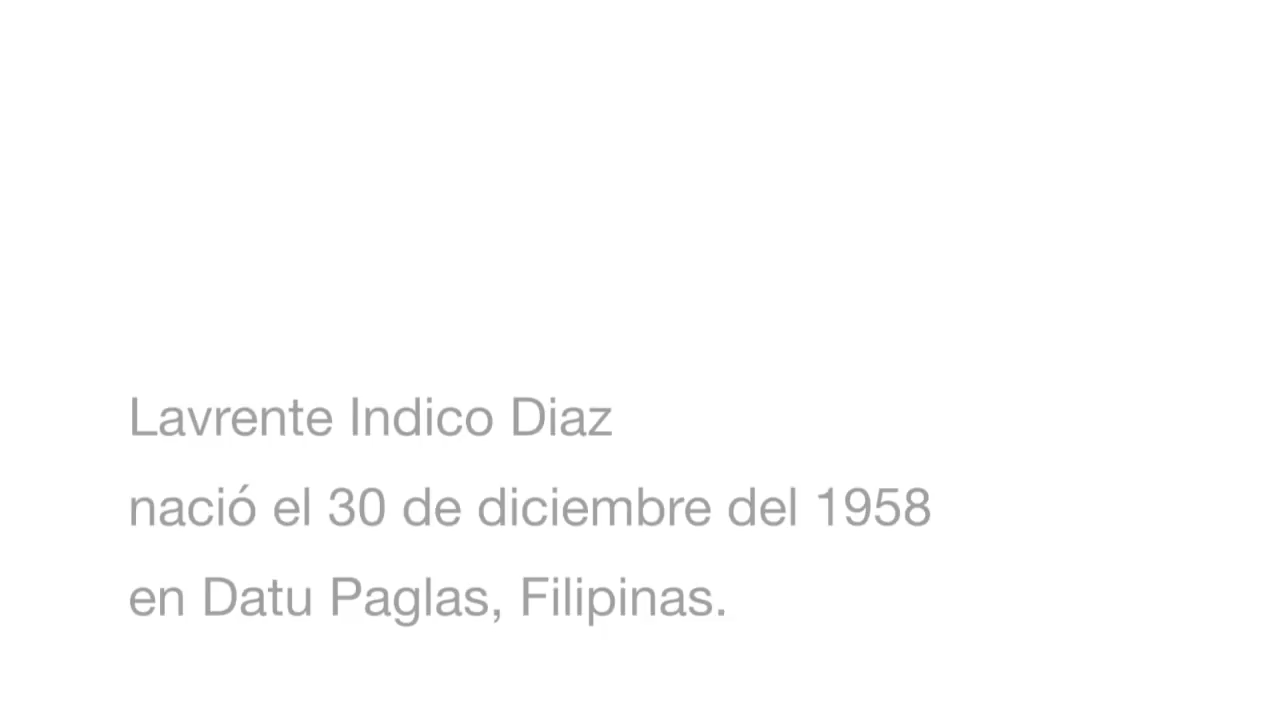 Lavrente Indico Diaz
nació el 30 de diciembre del 1958
en Datu Paglas, Filipinas.